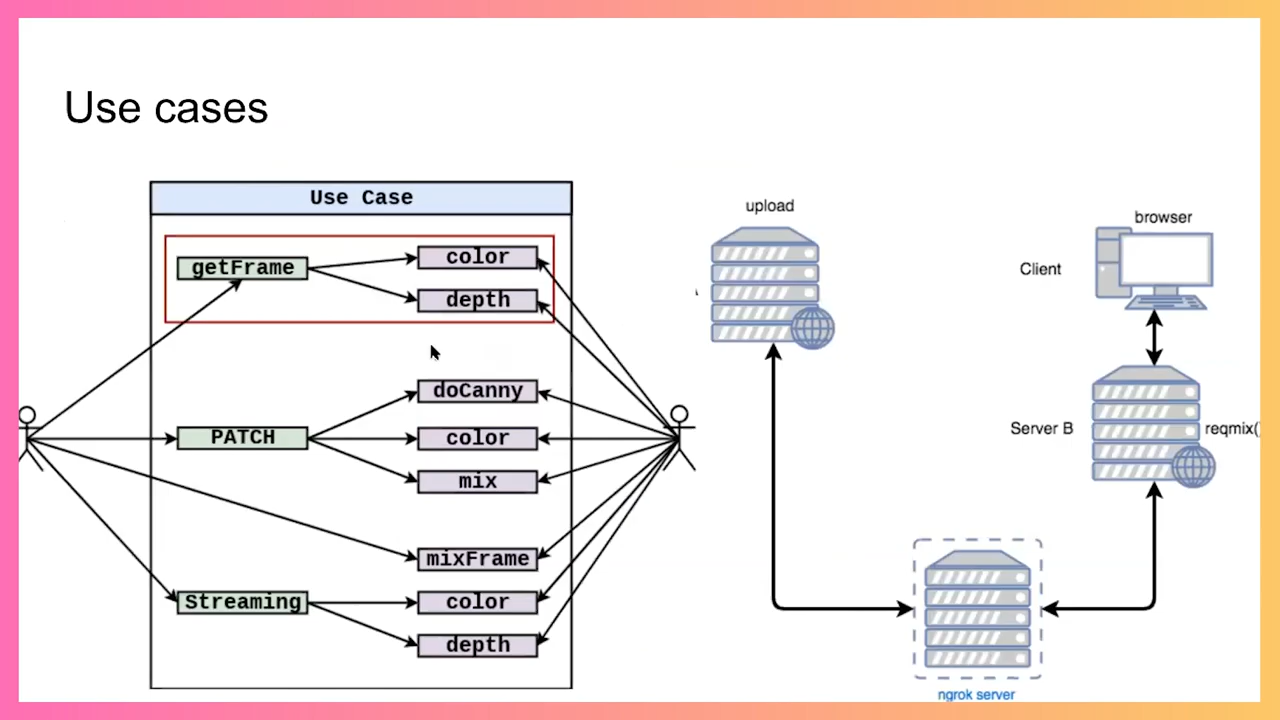 Use cases
Use Case
getFrame
color
depth
doCanny
PATCH
color
mix
mixFrame
Streaming
color
depth
upload
browser
Client
Server B
reqmix()
ngrok server